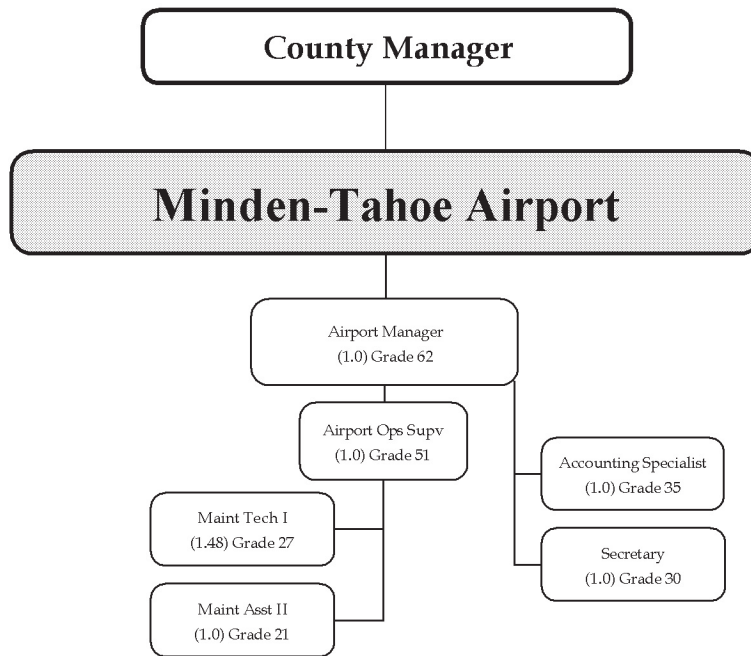 County Manager
Minden-Tahoe Airport
Airport Manager
(1.0) Grade 62
Airport Ops Supv
(1.0) Grade 51
Accounting Specialist
(1.0) Grade 35
Maint Tech I
(1.48) Grade 27
Secretary
(1.0) Grade 30
Maint Asst II
(1.0) Grade 21